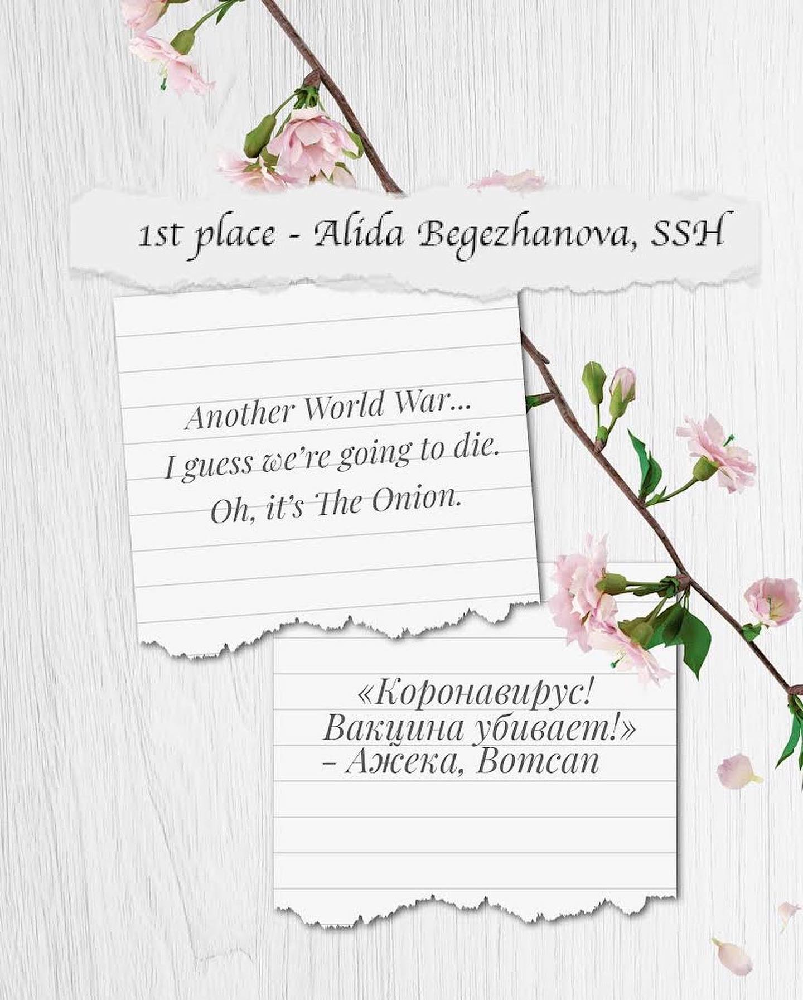 1st place - Alida Begezhanova, SSH
Another World War...
I guess we’re going to die.
Oh, it’s The Onion.
«Коронавирус!
Вакцина убивает!»
– Ажека, Вотсап